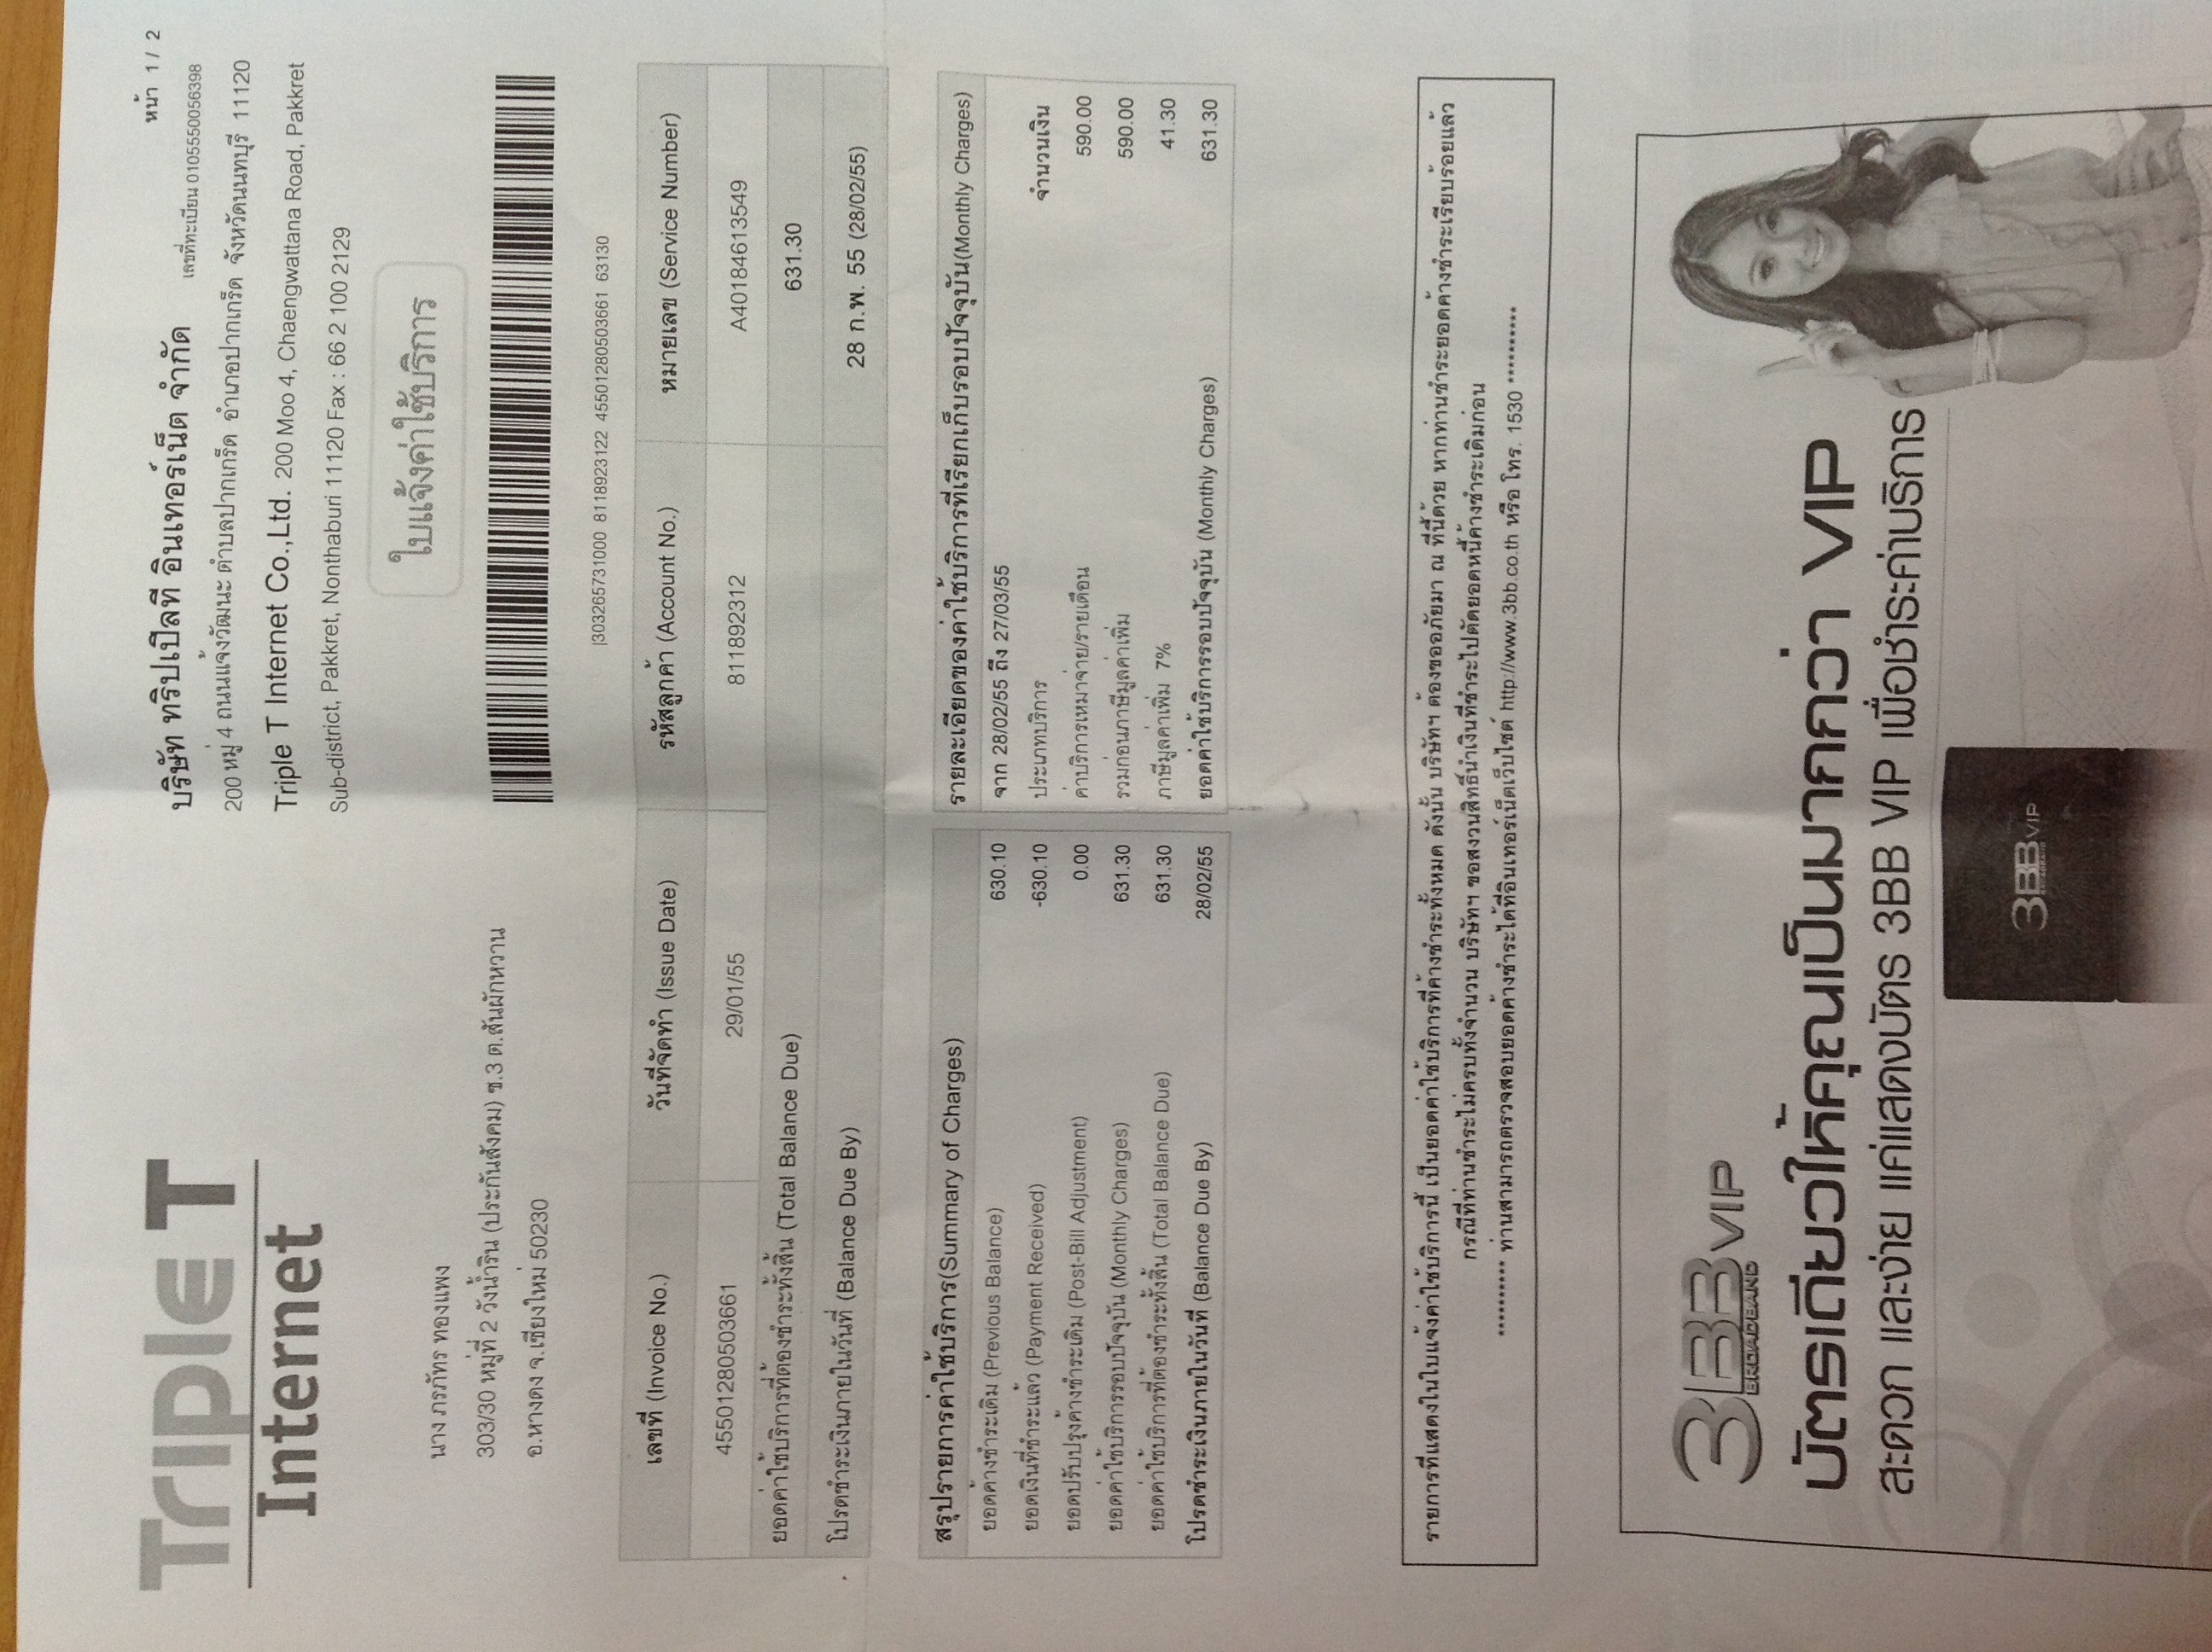 Triple T
Internet
หน้า 1 / 2
บริษัท ทริปเปิลที อินเทอร์เน็ต จำกัด เลขที่ทะเบียน 0105550056398
200 หมู่ 4 ถนนแจ้งวัฒนะ ตำบลปากเกร็ด อำเภอปากเกร็ด จังหวัดนนทบุรี 11120
Triple T Internet Co.,Ltd. 200 Moo 4, Chaengwattana Road, Pakkret
Sub-district, Pakkret, Nonthaburi 11120 Fax : 66 2 100 2129
ใบแจ้งค่าใช้บริการ
นาง ภรภัทร ทองแพง
303/30 หมู่ที่ 2 วังน้ำริน (ประกันสังคม) ซ.3 ต.สันผักหวาน
อ.หางดง จ.เชียงใหม่ 50230
|303265731000 8118923122 45501280503661 63130
เลขที่ (Invoice No.) วันที่จัดทำ (Issue Date) รหัสลูกค้า (Account No.) หมายเลข (Service Number)
45501280503661 29/01/55 811892312 A40184613549
ยอดค่าใช้บริการที่ต้องชำระทั้งสิ้น (Total Balance Due) 631.30
โปรดชำระเงินภายในวันที่ (Balance Due By) 28 ก.พ. 55 (28/02/55)
สรุปรายการค่าใช้บริการ(Summary of Charges)
ยอดค้างชำระเดิม (Previous Balance) 630.10
ยอดเงินที่ชำระแล้ว (Payment Received) -630.10
ยอดปรับปรุงค้างชำระเดิม (Post-Bill Adjustment) 0.00
ยอดค่าใช้บริการรอบปัจจุบัน (Monthly Charges) 631.30
ยอดค่าใช้บริการที่ต้องชำระทั้งสิ้น (Total Balance Due) 631.30
โปรดชำระเงินภายในวันที่ (Balance Due By) 28/02/55
รายละเอียดของค่าใช้บริการที่เรียกเก็บรอบปัจจุบัน(Monthly Charges)
จาก 28/02/55 ถึง 27/03/55
ประเภทบริการ จำนวนเงิน
ค่าบริการเหมาจ่าย/รายเดือน 590.00
รวมก่อนภาษีมูลค่าเพิ่ม 590.00
ภาษีมูลค่าเพิ่ม 7% 41.30
ยอดค่าใช้บริการรอบปัจจุบัน (Monthly Charges) 631.30
รายการที่แสดงในใบแจ้งค่าใช้บริการนี้ เป็นยอดค่าใช้บริการที่ค้างชำระทั้งหมด ดังนั้น บริษัทฯ ต้องขออภัยมา ณ ที่นี้ด้วย หากท่านชำระยอดค้างชำระเรียบร้อยแล้ว
กรณีที่ท่านชำระไม่ครบทั้งจำนวน บริษัทฯ ขอสงวนสิทธิ์นำเงินที่ชำระไปตัดยอดหนี้ค้างชำระเดิมก่อน
********** ท่านสามารถตรวจสอบยอดค้างชำระได้ที่อินเทอร์เน็ตเว็บไซต์ http://www.3bb.co.th หรือ โทร. 1530 **********
3BB VIP
BROADBAND
บัตรเดียวให้คุณเป็นมากกว่า VIP
สะดวก และง่าย แค่แสดงบัตร 3BB VIP เพื่อชำระค่าบริการ
3BB VIP
BROADBAND